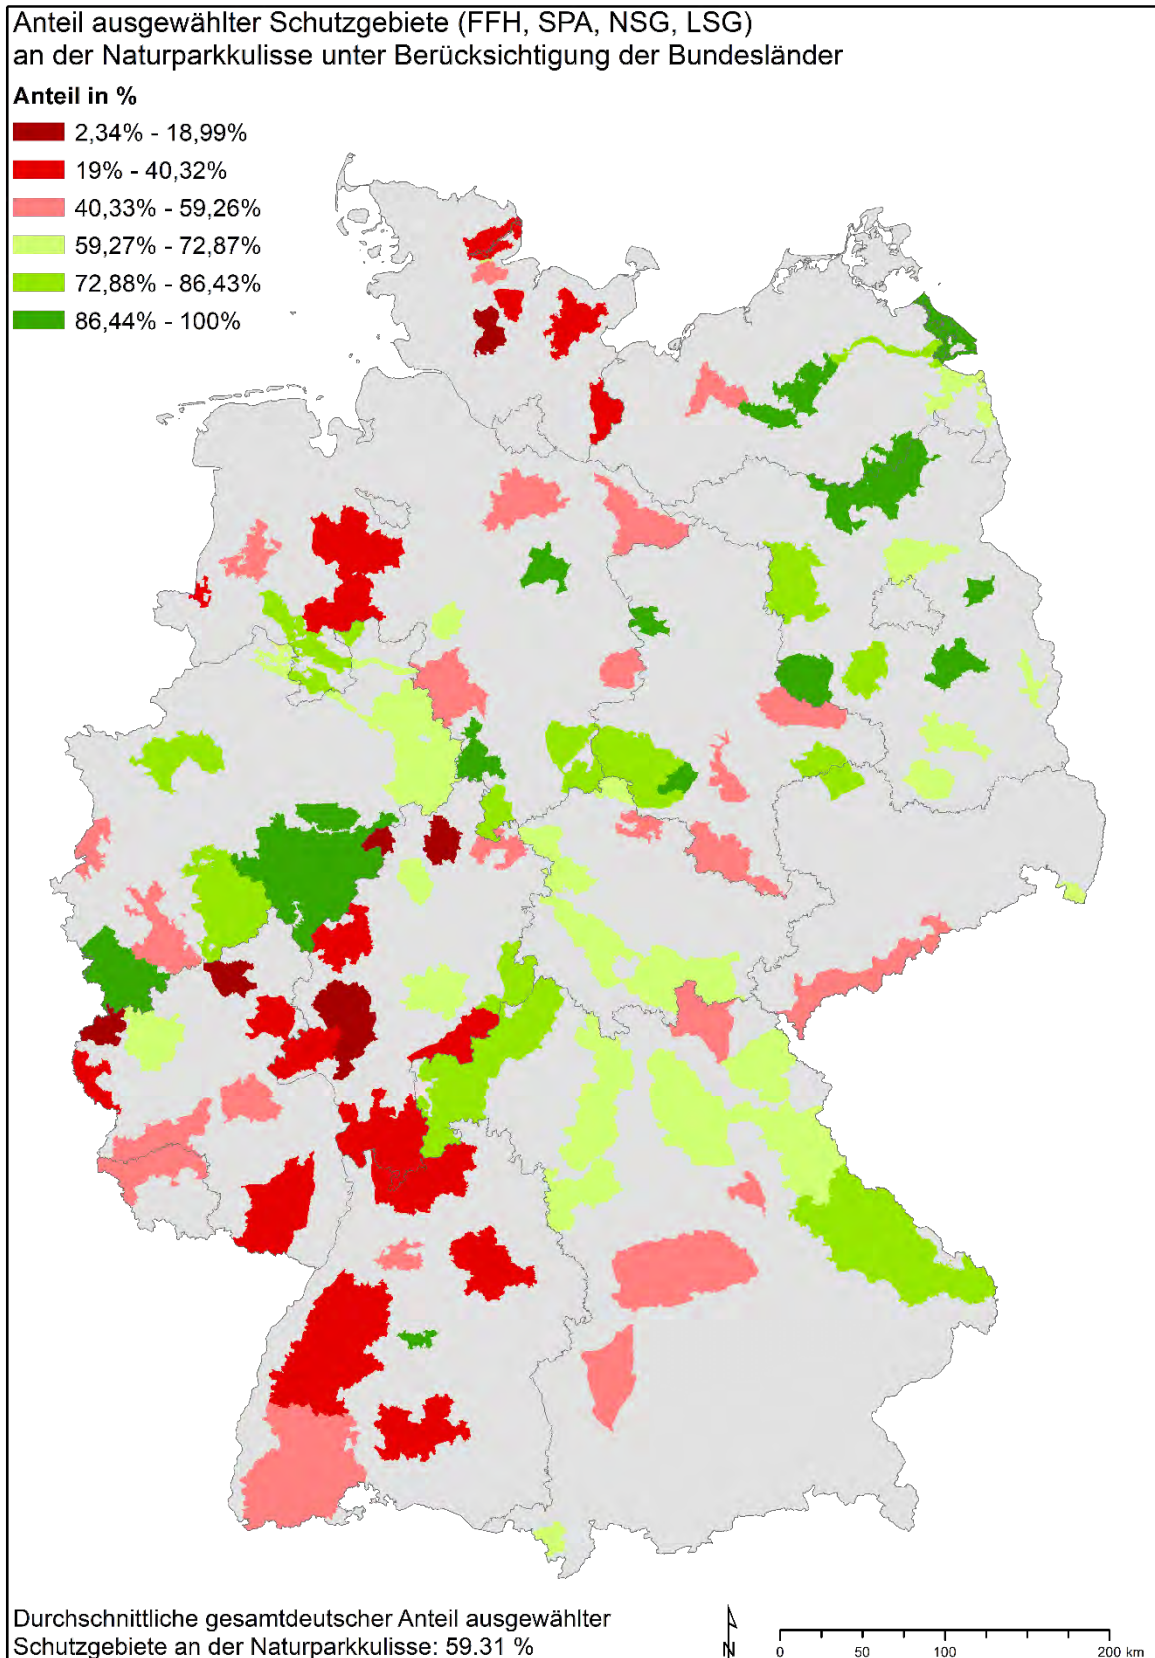 Anteil ausgewählter Schutzgebiete (FFH, SPA, NSG, LSG)
an der Naturparkkulisse unter Berücksichtigung der Bundesländer
Anteil in %
2,34% - 18,99%
19% - 40,32%
40,33% - 59,26%
59,27% - 72,87%
72,88% - 86,43%
86,44% - 100%
Durchschnittliche gesamtdeutscher Anteil ausgewählter
Schutzgebiete an der Naturparkkulisse: 59.31 %
N
0 50 100 200 km